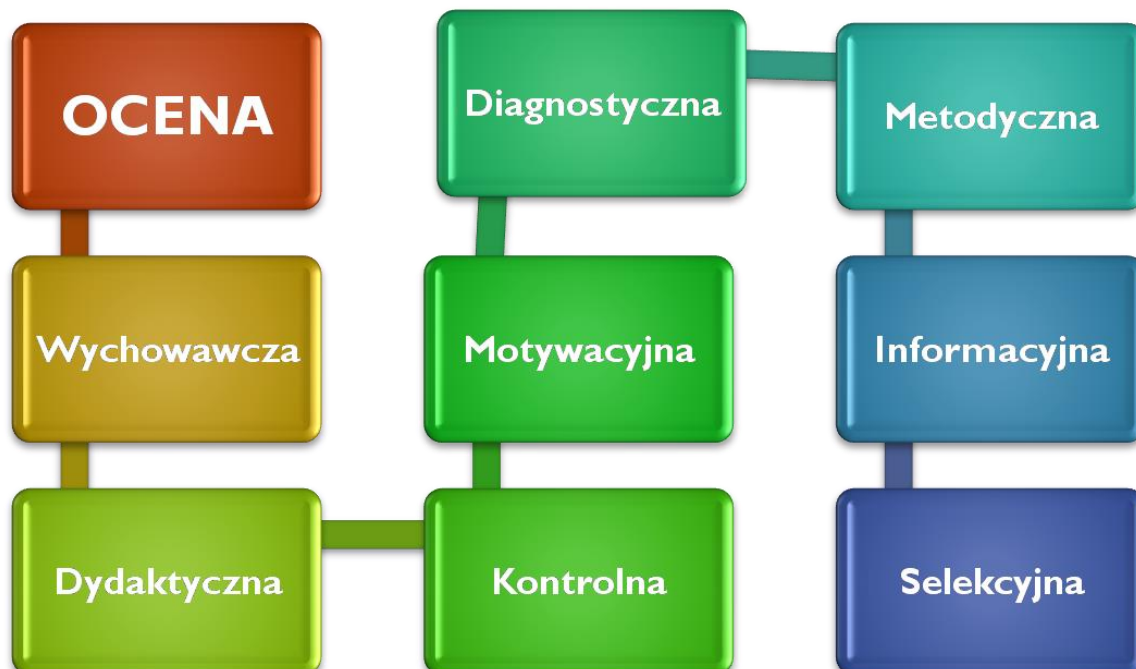 OCENA
Wychowawcza
Dydaktyczna
Kontrolna
Motywacyjna
Diagnostyczna
Metodyczna
Informacyjna
Selekcyjna